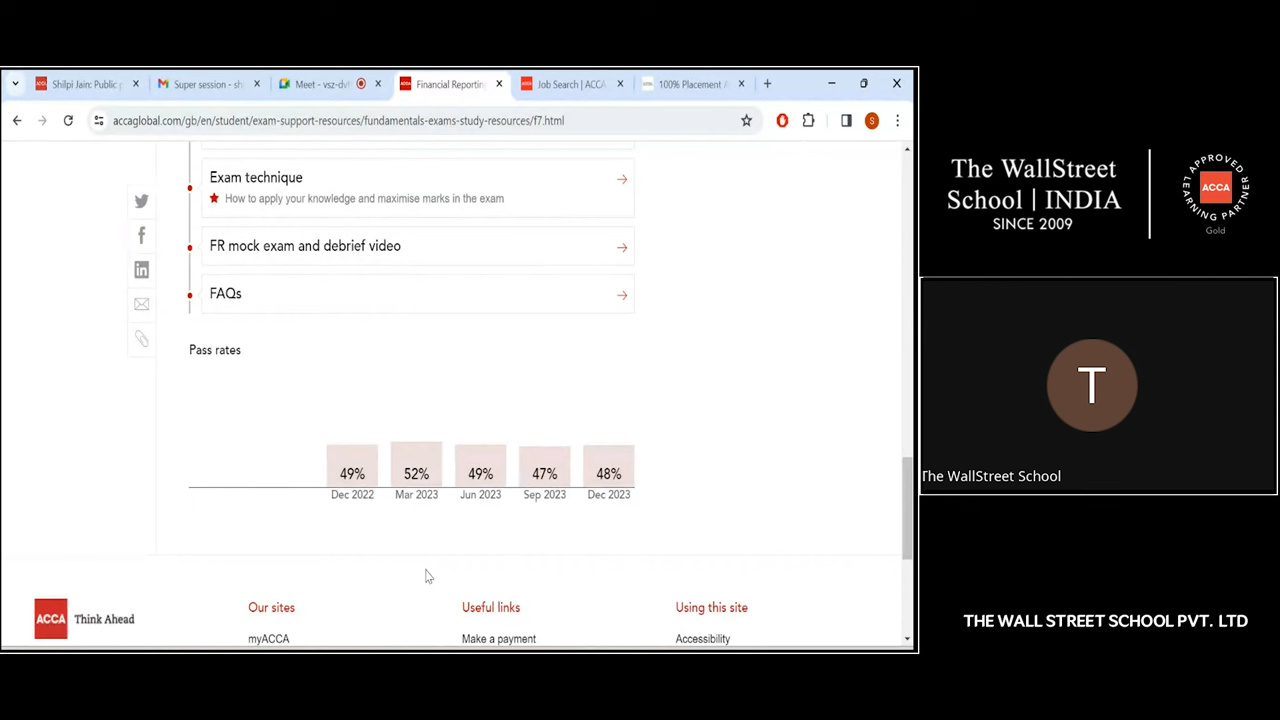 Shilpi Jain: Public p
Super session - sh
Meet - vsz-dv
Financial Reporting
Job Search | ACCA
100% Placement A
accaglobal.com/gb/en/student/exam-support-resources/fundamentals-exams-study-resources/f7.html
S
Exam technique
How to apply your knowledge and maximise marks in the exam
FR mock exam and debrief video
FAQs
Pass rates
49%
52%
49%
47%
48%
Dec 2022
Mar 2023
Jun 2023
Sep 2023
Dec 2023
ACCA
Think Ahead
Our sites
Useful links
Using this site
myACCA
Make a payment
Accessibility
The WallStreet
School | INDIA
SINCE 2009
APPROVED
ACCA
LEARNING PARTNER
Gold
T
The WallStreet School
THE WALL STREET SCHOOL PVT. LTD